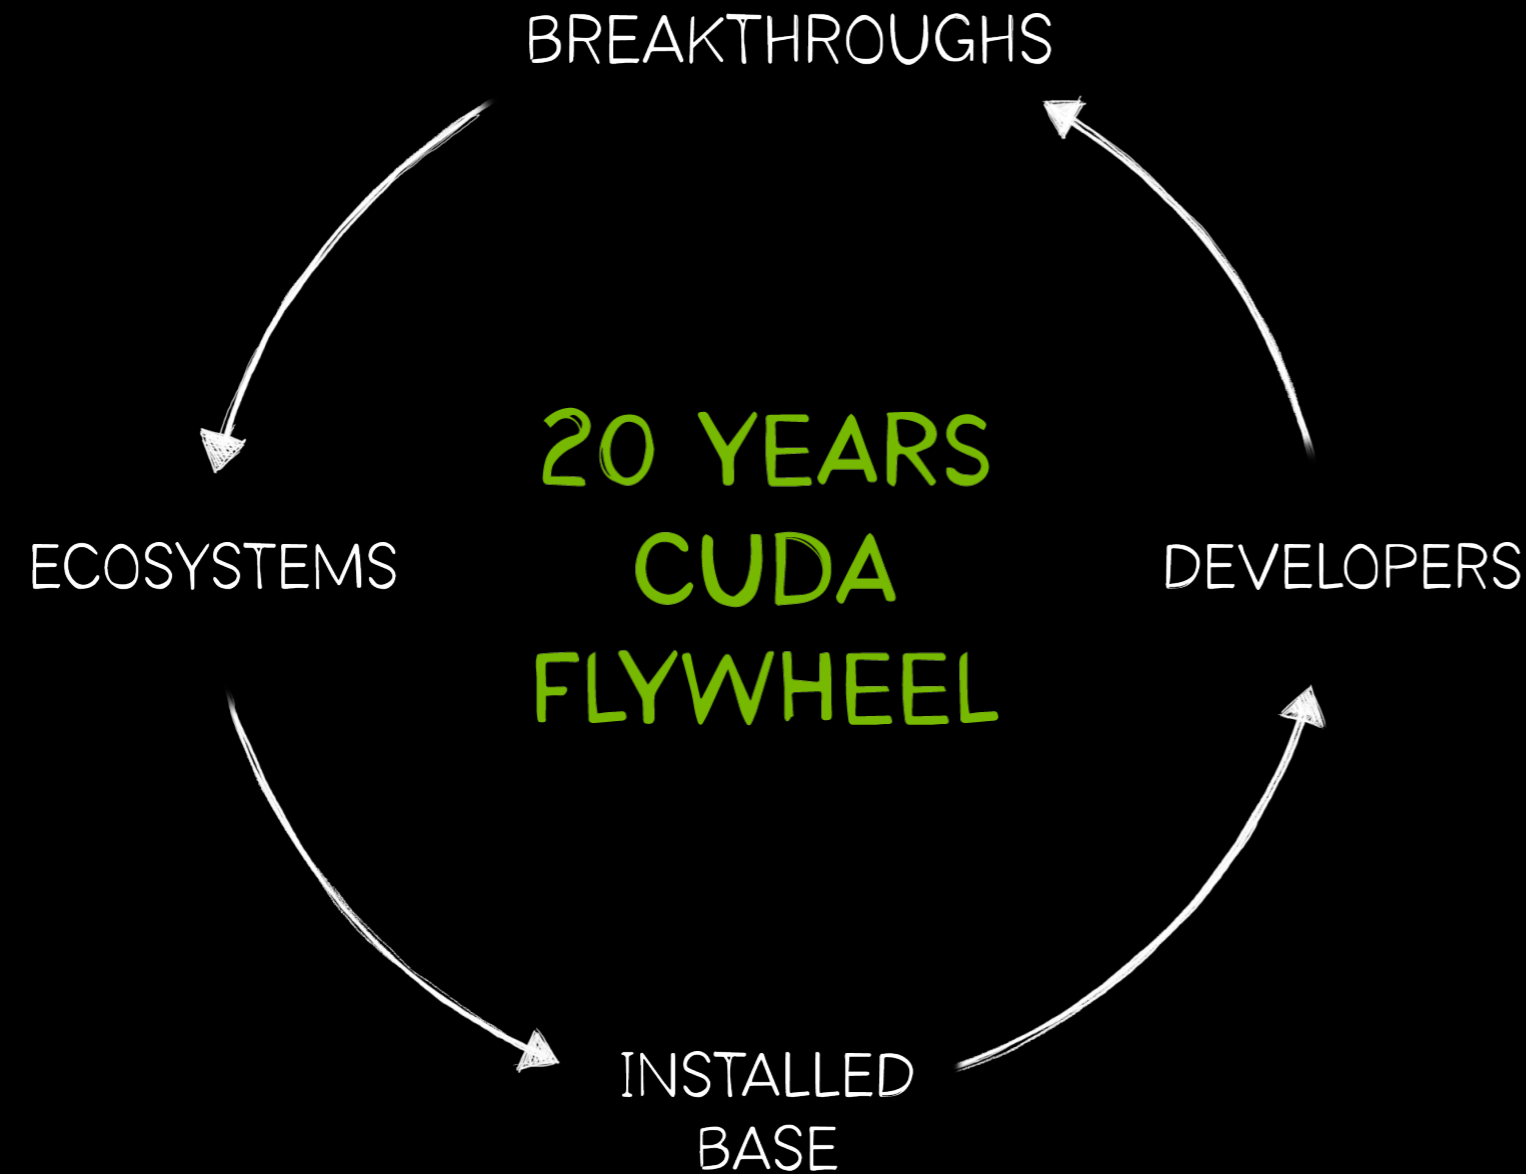 BREAKTHROUGHS
20 YEARS
CUDA
FLYWHEEL
ECOSYSTEMS
DEVELOPERS
INSTALLED
BASE